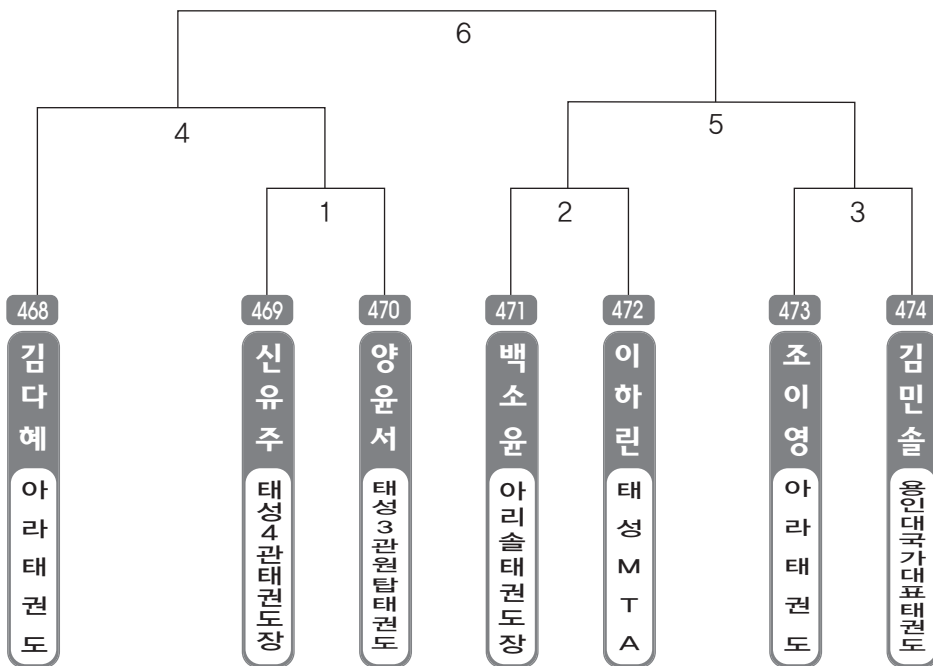 6
4
5
1
2
3
468
469
470
471
472
473
474
김다혜
신유주
양윤서
백소윤
이하린
조이영
김민솔
아라태권도
태성4관태권도장
태성3관원탑태권도
아리솔태권도장
태성MTA
아라태권도
용인대국가대표태권도